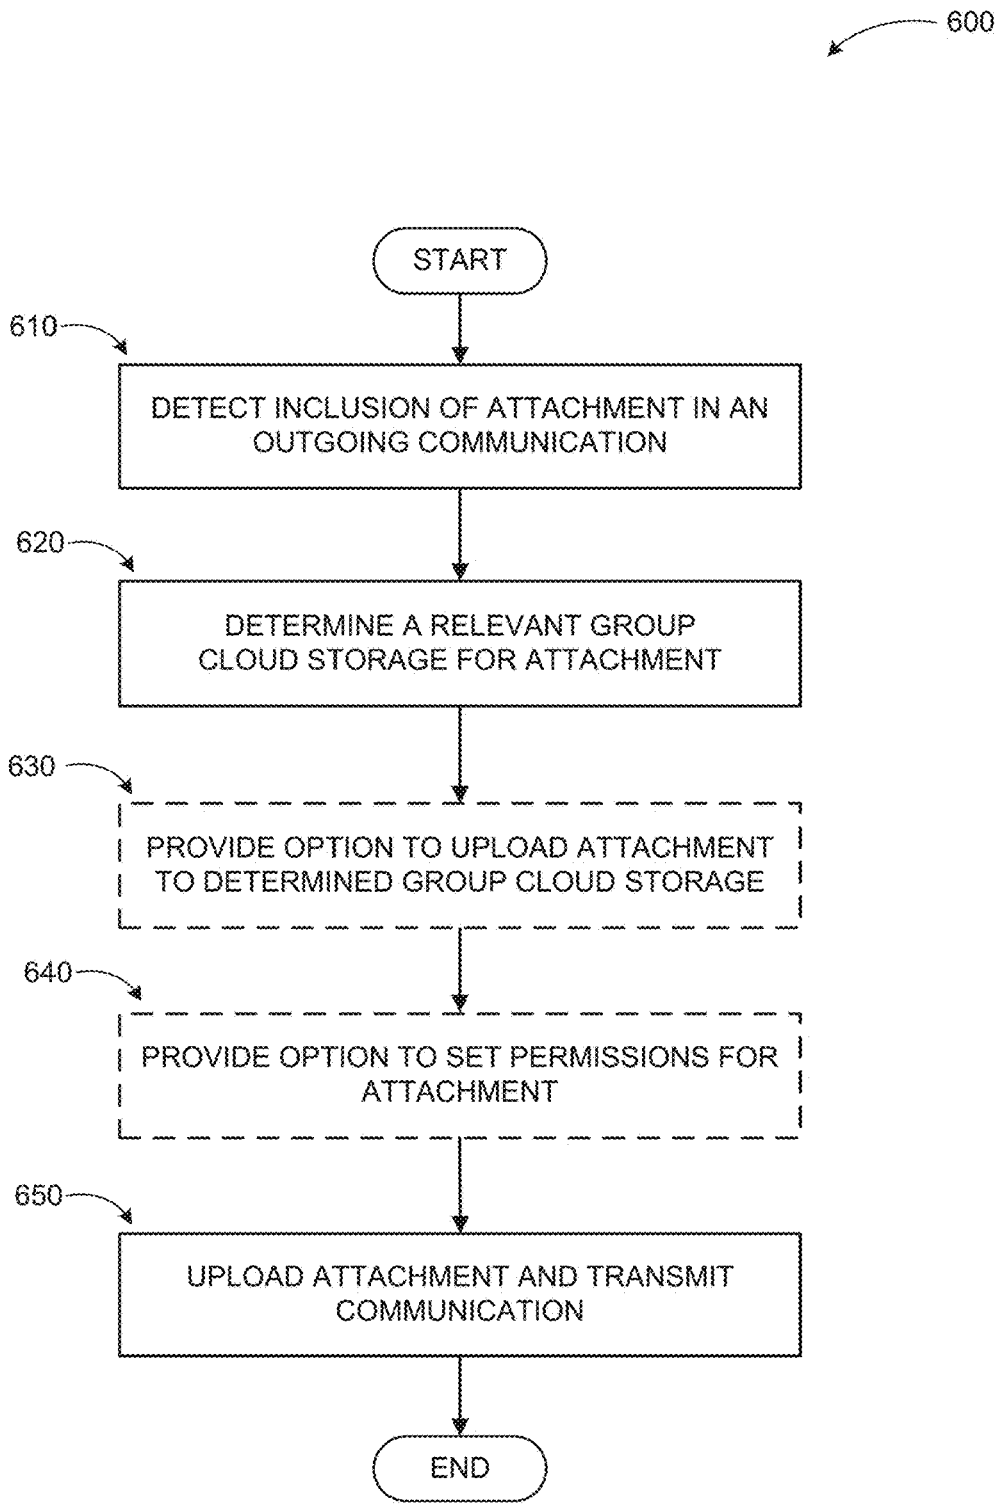 600
START
610
DETECT INCLUSION OF ATTACHMENT IN AN
OUTGOING COMMUNICATION
620
DETERMINE A RELEVANT GROUP
CLOUD STORAGE FOR ATTACHMENT
630
PROVIDE OPTION TO UPLOAD ATTACHMENT
TO DETERMINED GROUP CLOUD STORAGE
640
PROVIDE OPTION TO SET PERMISSIONS FOR
ATTACHMENT
650
UPLOAD ATTACHMENT AND TRANSMIT
COMMUNICATION
END